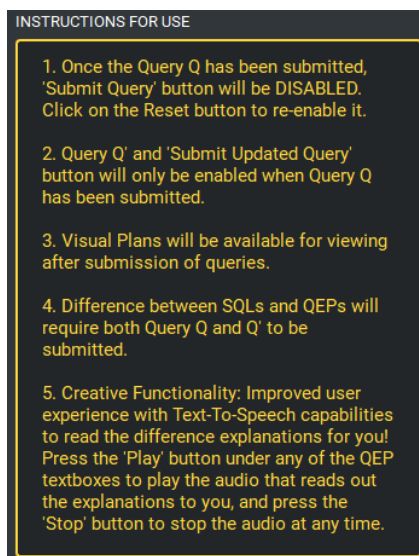 INSTRUCTIONS FOR USE
1. Once the Query Q has been submitted,
'Submit Query' button will be DISABLED.
Click on the Reset button to re-enable it.
2. Query Q' and 'Submit Updated Query'
button will only be enabled when Query Q
has been submitted.
3. Visual Plans will be available for viewing
after submission of queries.
4. Difference between SQLs and QEPs will
require both Query Q and Q' to be
submitted.
5. Creative Functionality: Improved user
experience with Text-To-Speech capabilities
to read the difference explanations for you!
Press the 'Play' button under any of the QEP
textboxes to play the audio that reads out
the explanations to you, and press the
'Stop' button to stop the audio at any time.